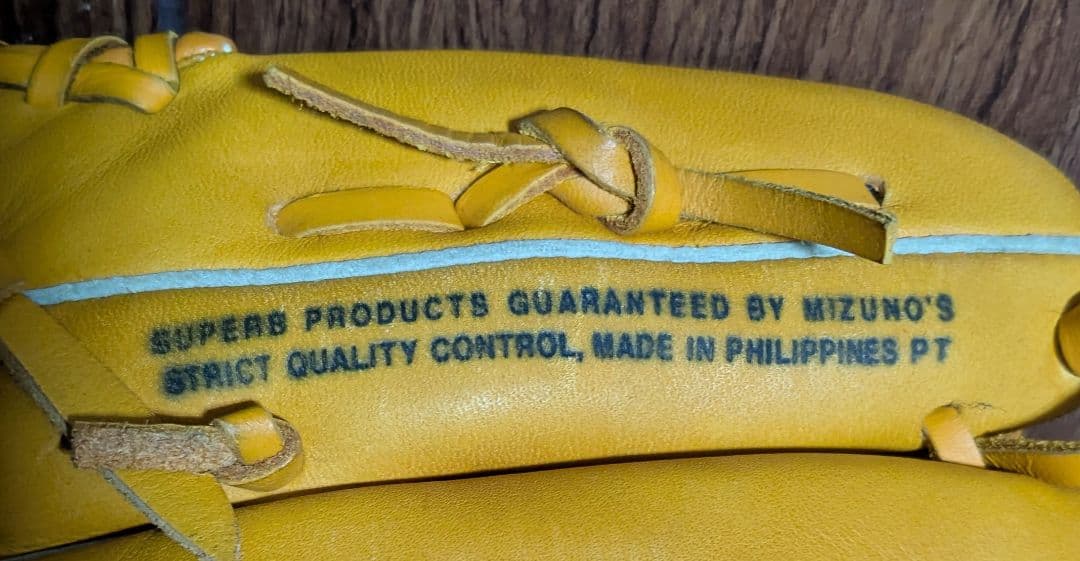 SUPERB PRODUCTS GUARANTEED BY MIZUNO'S
STRICT QUALITY CONTROL, MADE IN PHILIPPINES PT